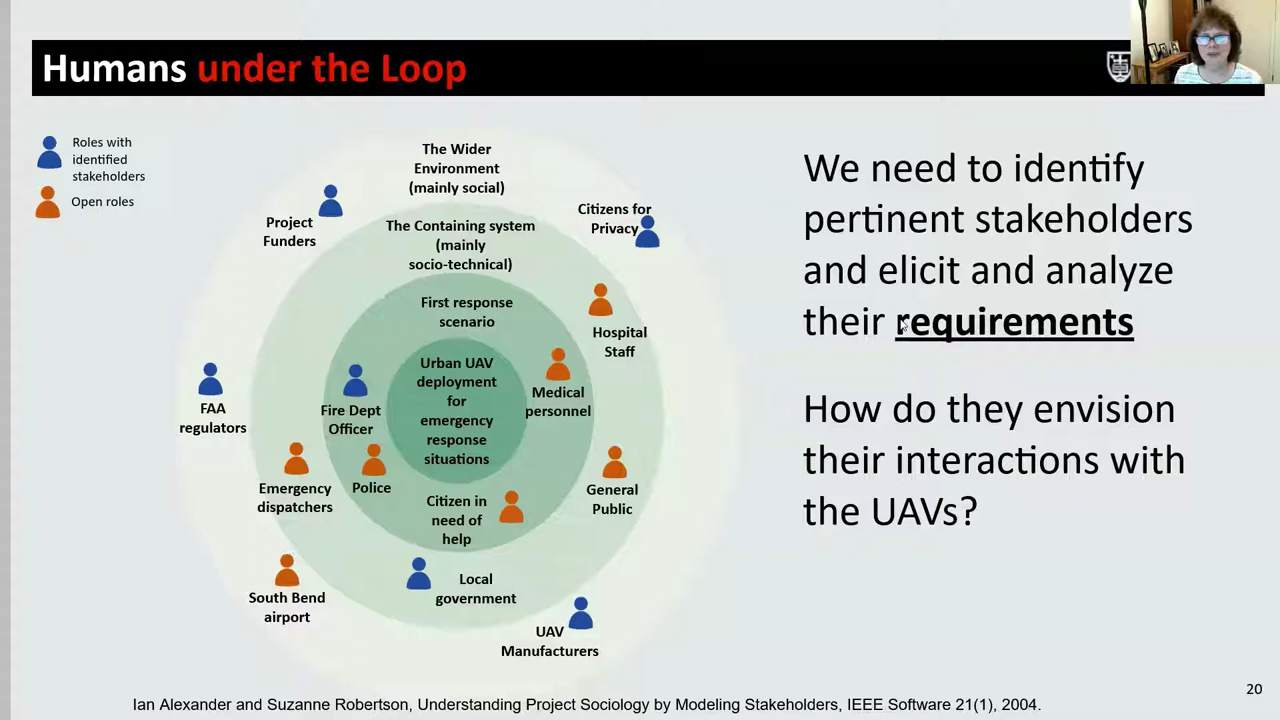 Humans under the Loop
Roles with
identified
stakeholders
Open roles
The Wider
Environment
(mainly social)
Project
Funders
Citizens for
Privacy
The Containing system
(mainly
socio-technical)
First response
scenario
Hospital
Staff
Urban UAV
deployment
for
emergency
response
situations
Medical
personnel
Fire Dept
Officer
FAA
regulators
Emergency
dispatchers
Police
General
Public
Citizen in
need of
help
Local
government
South Bend
airport
UAV
Manufacturers
We need to identify
pertinent stakeholders
and elicit and analyze
their requirements
How do they envision
their interactions with
the UAVs?
20
Ian Alexander and Suzanne Robertson, Understanding Project Sociology by Modeling Stakeholders, IEEE Software 21(1), 2004.